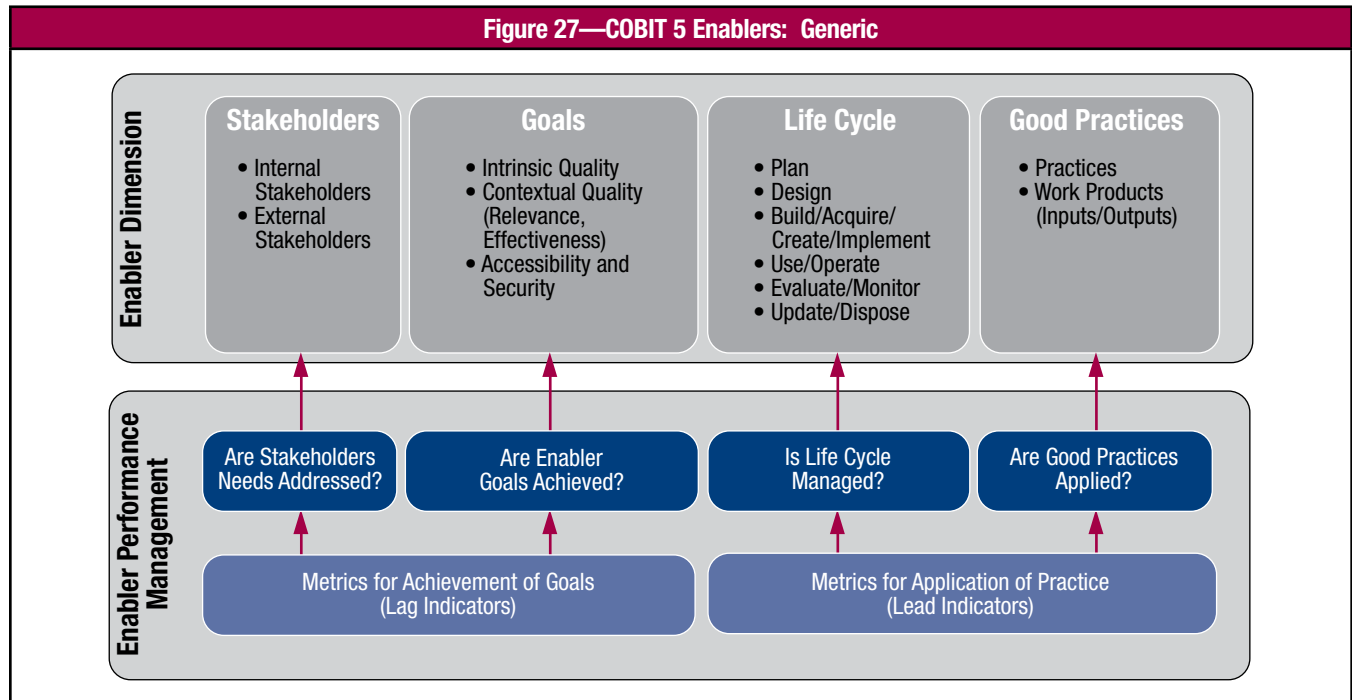 Figure 27—COBIT 5 Enablers: Generic
Enabler Dimension
Stakeholders
• Internal
Stakeholders
• External
Stakeholders
Goals
• Intrinsic Quality
• Contextual Quality
(Relevance,
Effectiveness)
• Accessibility and
Security
Life Cycle
• Plan
• Design
• Build/Acquire/
Create/Implement
• Use/Operate
• Evaluate/Monitor
• Update/Dispose
Good Practices
• Practices
• Work Products
(Inputs/Outputs)
Enabler Performance
Management
Are Stakeholders
Needs Addressed?
Are Enabler
Goals Achieved?
Is Life Cycle
Managed?
Are Good Practices
Applied?
Metrics for Achievement of Goals
(Lag Indicators)
Metrics for Application of Practice
(Lead Indicators)